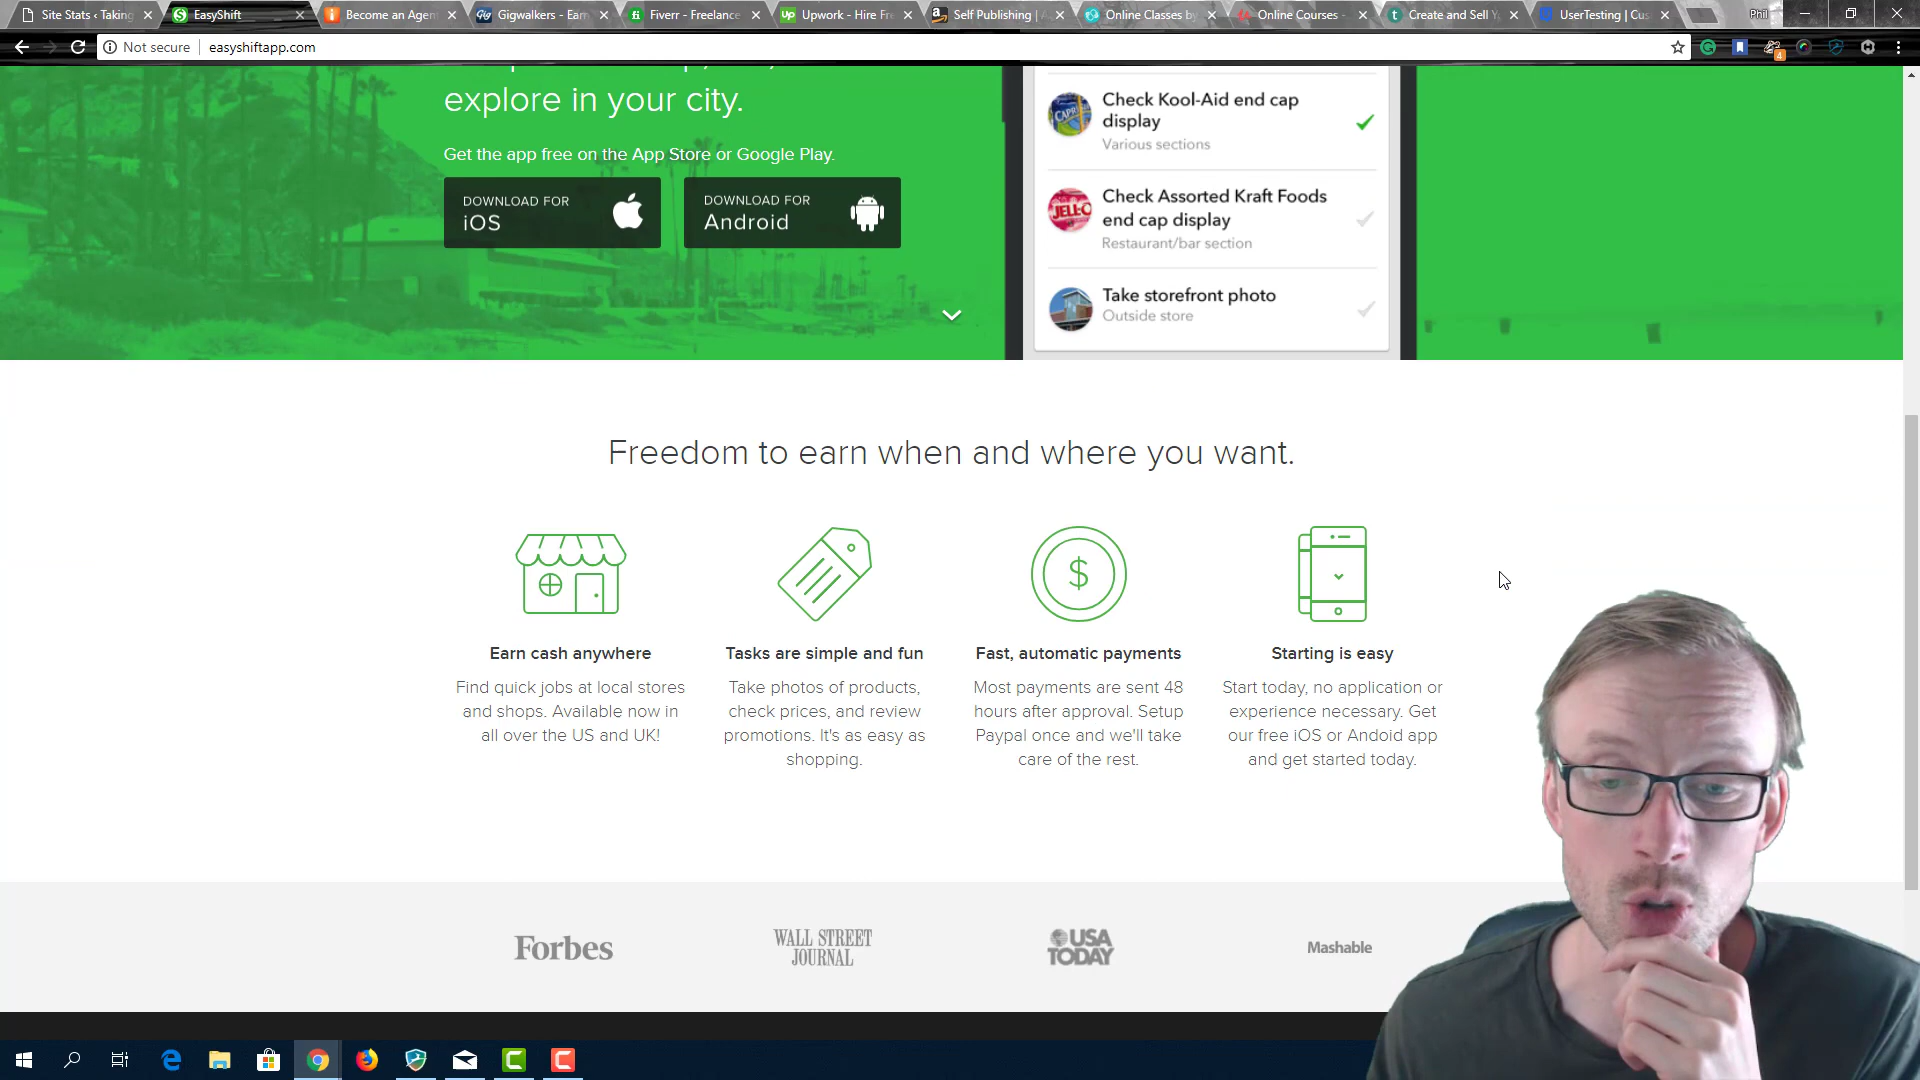 Site Stats ‹ Taking
EasyShift
Become an Agen
Gigwalkers - Earn
Fiverr - Freelance
Upwork - Hire Fre
Self Publishing | A
Online Classes by
Online Courses -
Create and Sell Y
UserTesting | Cus
Phil
Not secure
easyshiftapp.com
4
explore in your city.
Get the app free on the App Store or Google Play.
DOWNLOAD FOR
iOS
DOWNLOAD FOR
Android
Check Kool-Aid end cap
display
Various sections
CAPRI
Check Assorted Kraft Foods
end cap display
Restaurant/bar section
JELL-O
Take storefront photo
Outside store
Freedom to earn when and where you want.
$
Earn cash anywhere
Find quick jobs at local stores
and shops. Available now in
all over the US and UK!
Tasks are simple and fun
Take photos of products,
check prices, and review
promotions. It's as easy as
shopping.
Fast, automatic payments
Most payments are sent 48
hours after approval. Setup
Paypal once and we'll take
care of the rest.
Starting is easy
Start today, no application or
experience necessary. Get
our free iOS or Andoid app
and get started today.
Forbes
WALL STREET
JOURNAL
USA
TODAY
Mashable